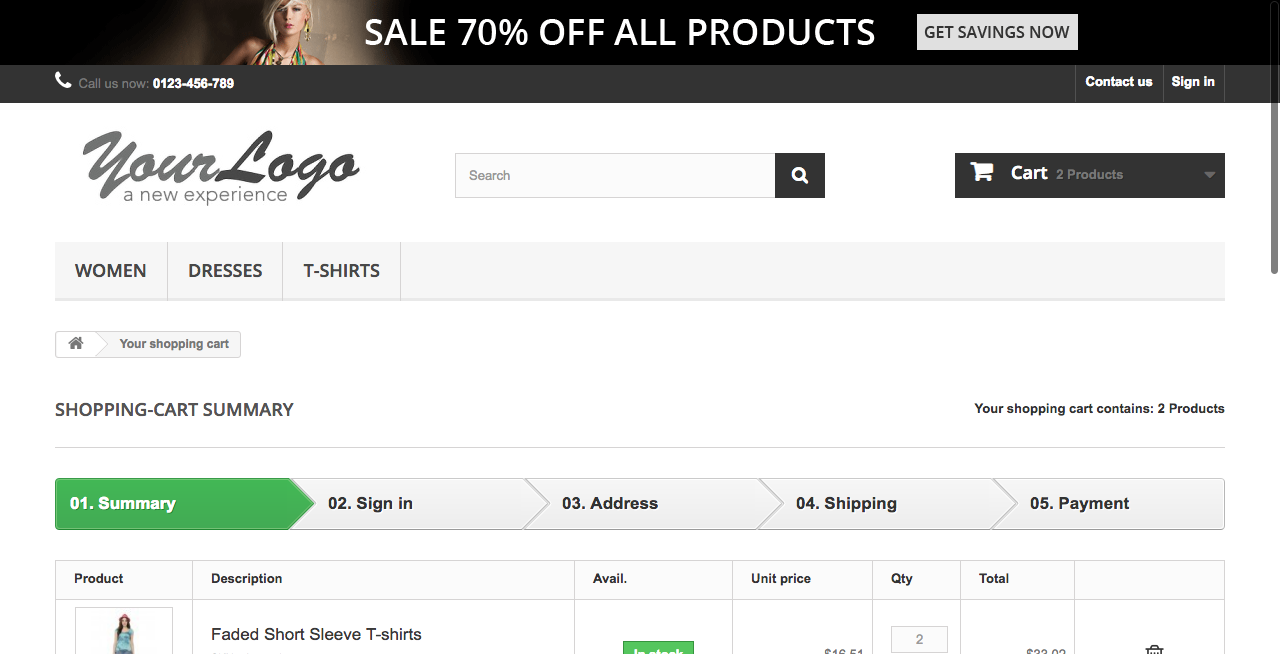 SALE 70% OFF ALL PRODUCTS GET SAVINGS NOW
Call us now: 0123-456-789 Contact us Sign in
YourLogo
a new experience
Search
Cart 2 Products
WOMEN DRESSES T-SHIRTS
Your shopping cart
SHOPPING-CART SUMMARY Your shopping cart contains: 2 Products
01. Summary 02. Sign in 03. Address 04. Shipping 05. Payment
Product Description Avail. Unit price Qty Total
Faded Short Sleeve T-shirts
2
In stock $16.51 $33.02